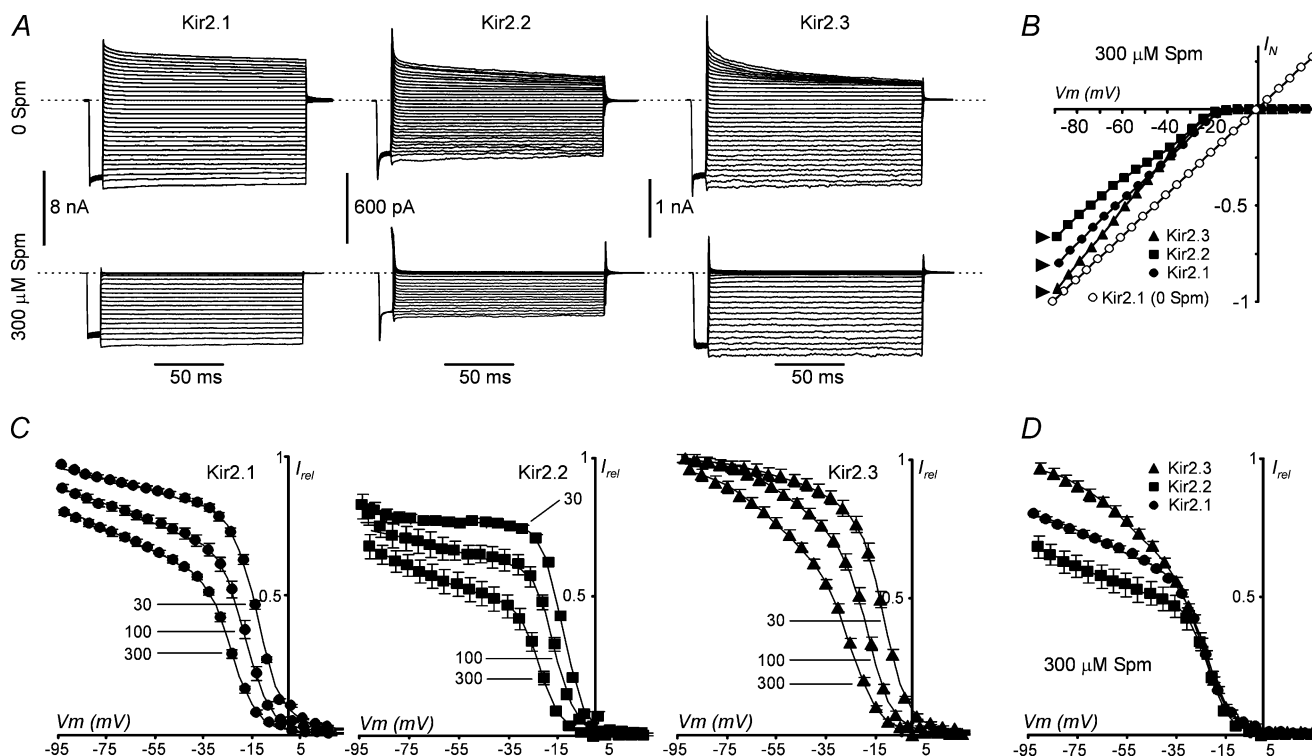 A
Kir2.1
Kir2.2
Kir2.3
0 Spm
8 nA
600 pA
1 nA
300 µM Spm
50 ms
50 ms
50 ms
B
300 µM Spm
I_N
Vm (mV)
-80 -60 -40 -20
-0.5
-1
Kir2.3
Kir2.2
Kir2.1
Kir2.1 (0 Spm)
C
Kir2.1
1
I_rel
0.5
30
100
300
Vm (mV)
-95 -75 -55 -35 -15 5
Kir2.2
1
I_rel
30
0.5
100
300
Vm (mV)
-95 -75 -55 -35 -15 5
Kir2.3
1
I_rel
0.5
30
100
300
Vm (mV)
-95 -75 -55 -35 -15 5
D
Kir2.3
Kir2.2
Kir2.1
1
I_rel
0.5
300 µM Spm
Vm (mV)
-95 -75 -55 -35 -15 5